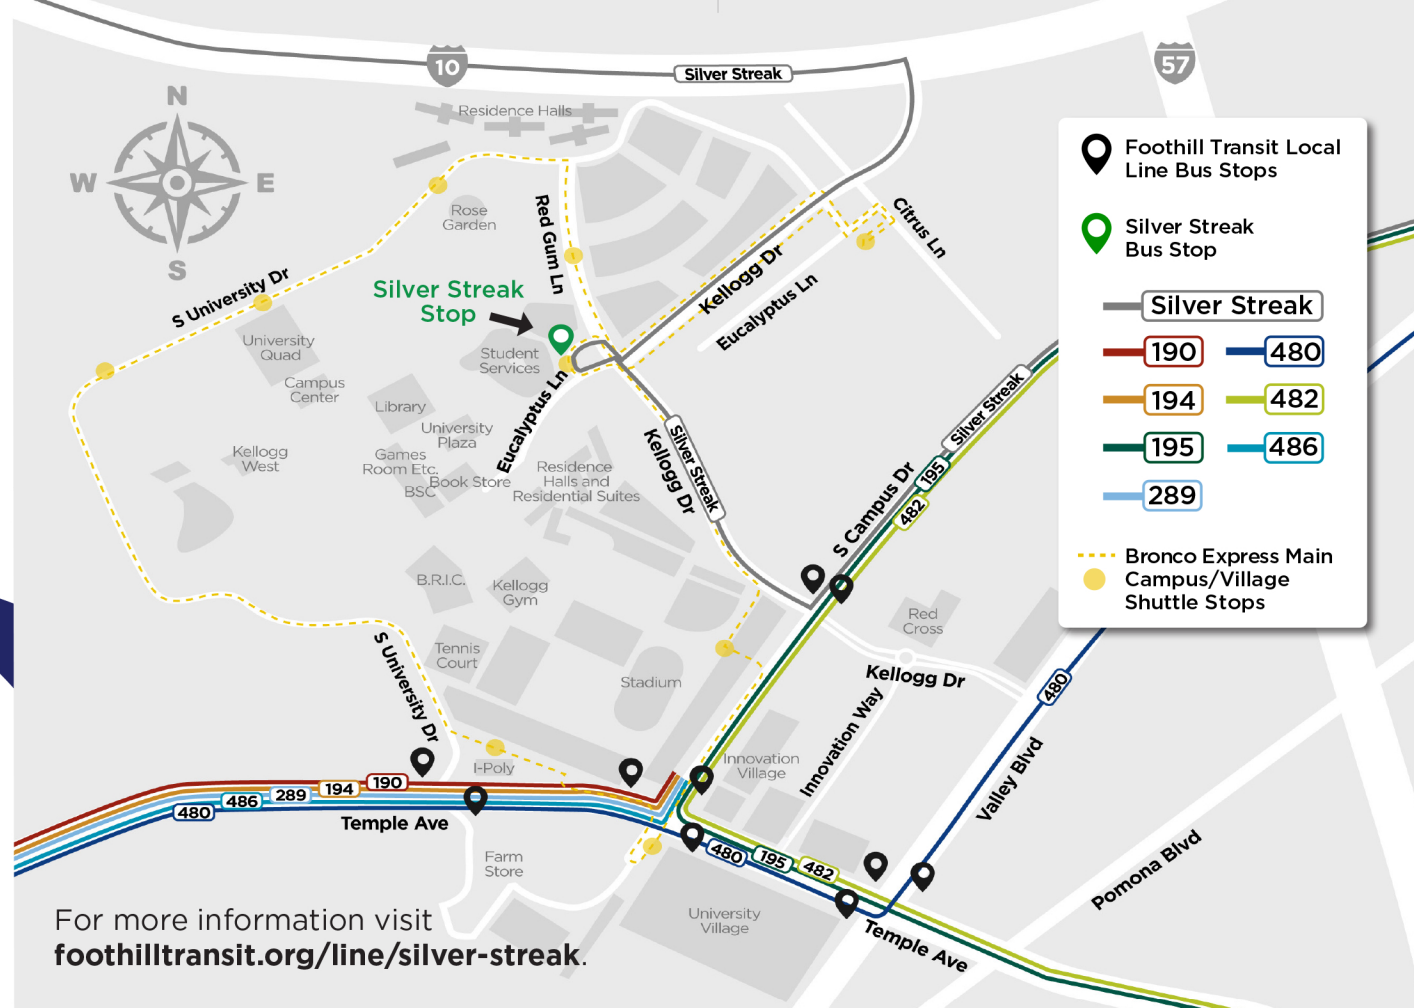 10
Silver Streak
57
N
W
E
S
Residence Halls
Rose
Garden
Red Gum Ln
Citrus Ln
Kellogg Dr
Eucalyptus Ln
S University Dr
Silver Streak
Stop
University
Quad
Student
Services
Campus
Center
Library
Eucalyptus Ln
University
Plaza
Games
Room Etc.
Book Store
BSC
Kellogg
West
Residence
Halls and
Residential Suites
Kellogg Dr
Silver Streak
Silver Streak
195
482
S Campus Dr
B.R.I.C.
Kellogg
Gym
Red
Cross
Tennis
Court
Stadium
Kellogg Dr
480
S University Dr
I-Poly
Innovation
Village
Innovation Way
Valley Blvd
190
194
289
486
480
Temple Ave
480
195
482
Farm
Store
University
Village
Temple Ave
Pomona Blvd
Foothill Transit Local
Line Bus Stops
Silver Streak
Bus Stop
Silver Streak
190
480
194
482
195
486
289
Bronco Express Main
Campus/Village
Shuttle Stops
For more information visit
foothilltransit.org/line/silver-streak.